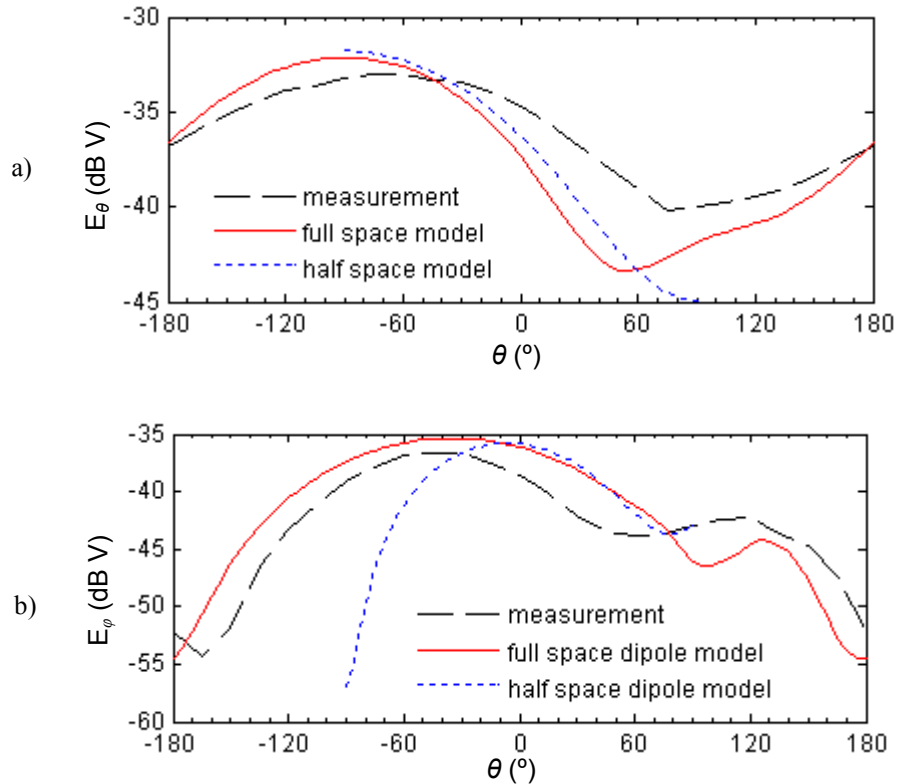 a)
E_θ (dB V)
-30
-35
-40
-45
measurement
full space model
half space model
-180 -120 -60 0 60 120 180
θ (º)
b)
E_φ (dB V)
-35
-40
-45
-50
-55
-60
measurement
full space dipole model
half space dipole model
-180 -120 -60 0 60 120 180
θ (º)